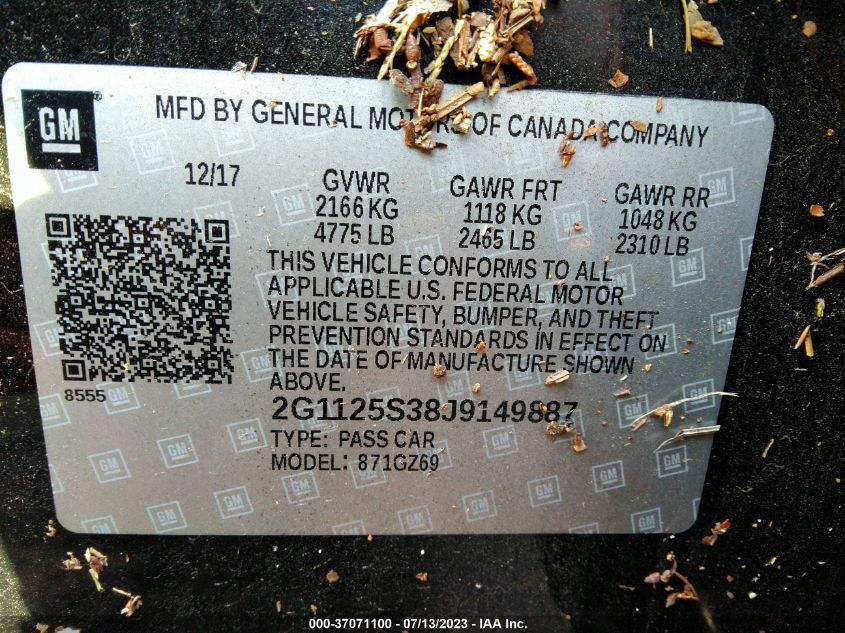 GM
MFD BY GENERAL MOTORS OF CANADA COMPANY
12/17
GVWR
2166 KG
4775 LB
GAWR FRT
1118 KG
2465 LB
GAWR RR
1048 KG
2310 LB
THIS VEHICLE CONFORMS TO ALL
APPLICABLE U.S. FEDERAL MOTOR
VEHICLE SAFETY, BUMPER, AND THEFT
PREVENTION STANDARDS IN EFFECT ON
THE DATE OF MANUFACTURE SHOWN
ABOVE.
8555
2G1125S38J9149887
TYPE: PASS CAR
MODEL: 871GZ69
000-37071100 - 07/13/2023 - IAA Inc.